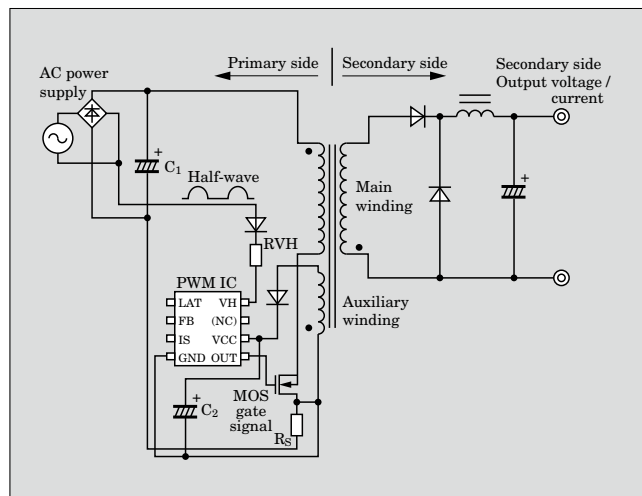 Primary side
Secondary side
AC power
supply
Secondary side
Output voltage /
current
+
C1
Half-wave
Main
winding
+
RVH
PWM IC
LAT
VH
FB
(NC)
IS
VCC
GND
OUT
Auxiliary
winding
+
C2
MOS
gate
signal
RS